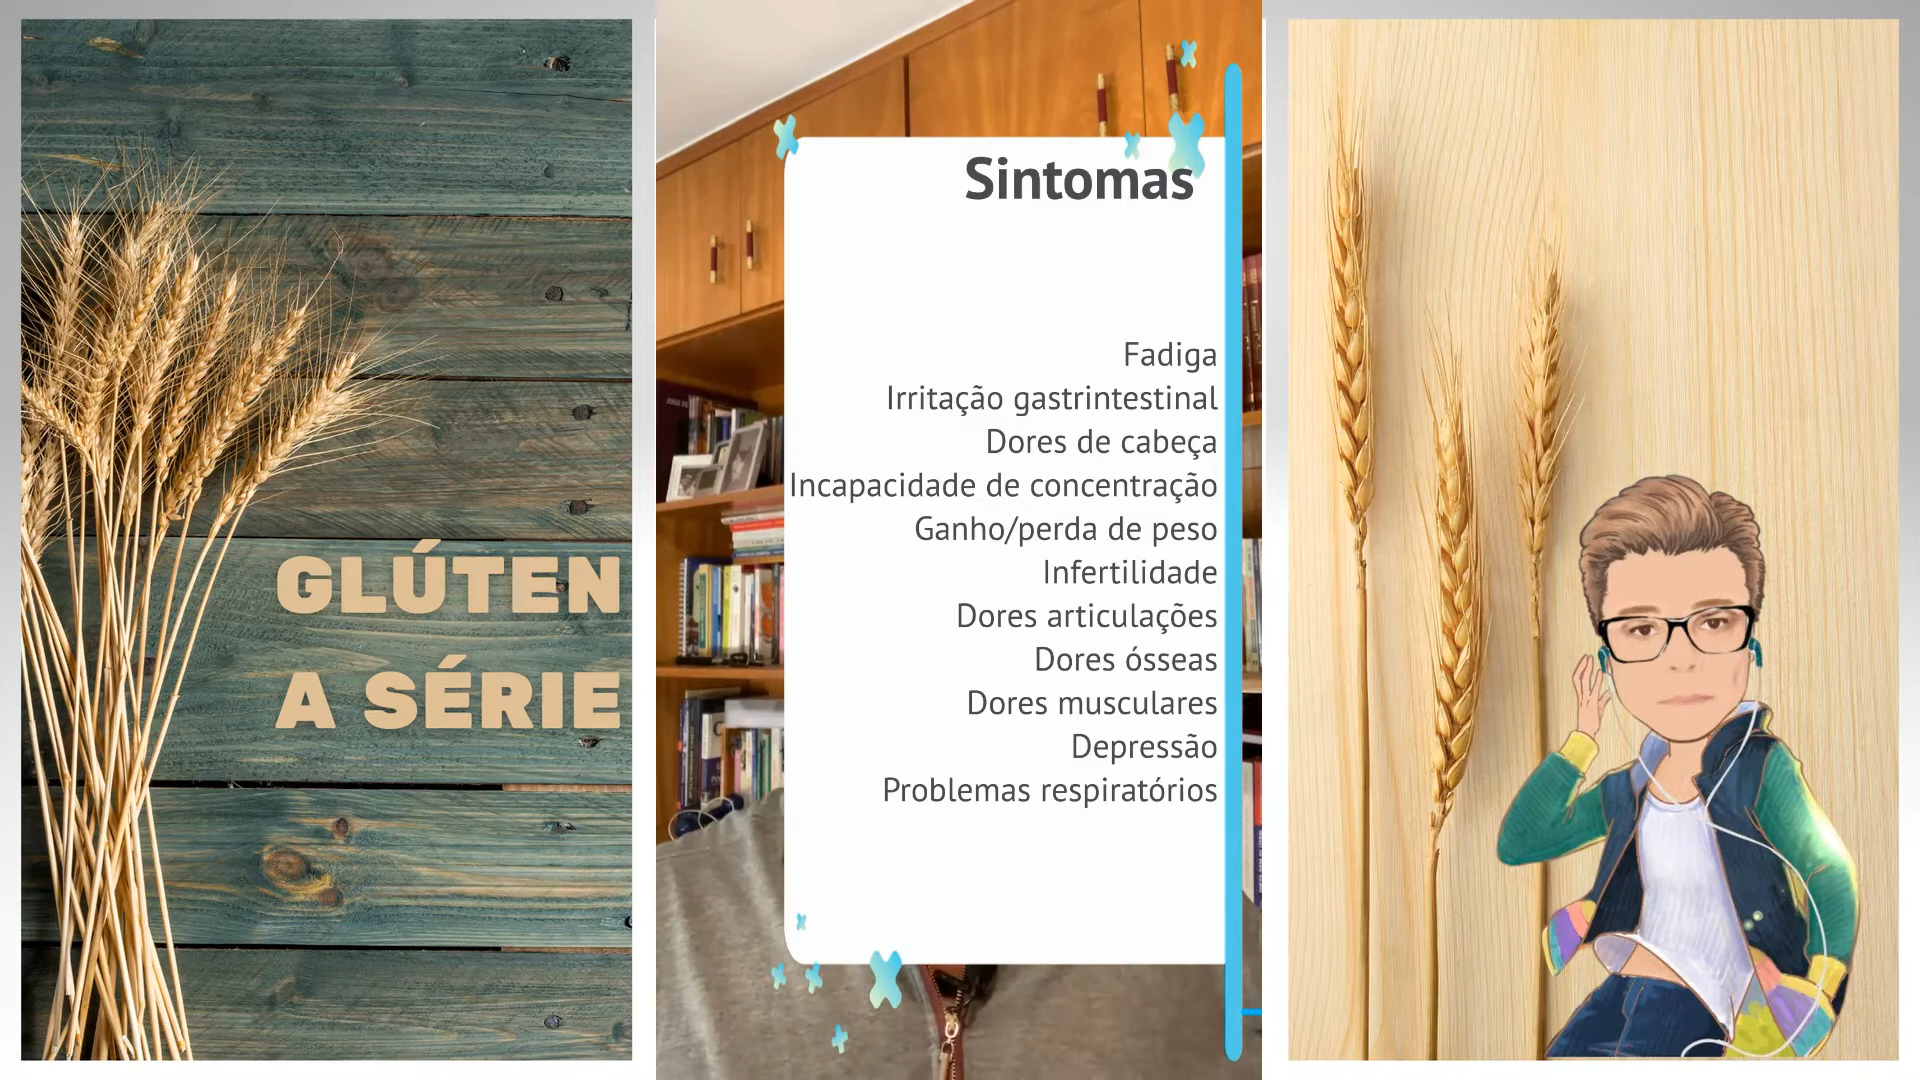 GLÚTEN
A SÉRIE
Sintomas
Fadiga
Irritação gastrintestinal
Dores de cabeça
Incapacidade de concentração
Ganho/perda de peso
Infertilidade
Dores articulações
Dores ósseas
Dores musculares
Depressão
Problemas respiratórios